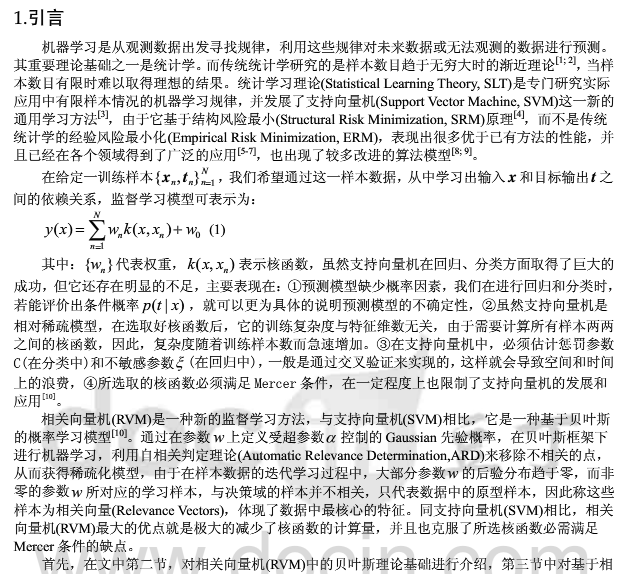 1.引言
机器学习是从观测数据出发寻找规律，利用这些规律对未来数据或无法观测的数据进行预测。
其重要理论基础之一是统计学。而传统统计学研究的是样本数目趋于无穷大时的渐近理论[1; 2]，当样
本数目有限时难以取得理想的结果。统计学习理论(Statistical Learning Theory, SLT)是专门研究实际
应用中有限样本情况的机器学习规律，并发展了支持向量机(Support Vector Machine, SVM)这一新的
通用学习方法[3]，由于它基于结构风险最小(Structural Risk Minimization, SRM)原理[4]，而不是传统
统计学的经验风险最小化(Empirical Risk Minimization, ERM)，表现出很多优于已有方法的性能，并
且已经在各个领域得到了广泛的应用[5-7]，也出现了较多改进的算法模型[8; 9]。
在给定一训练样本{x_n,t_n}_{n=1}^N，我们希望通过这一样本数据，从中学习出输入 x 和目标输出 t 之
间的依赖关系，监督学习模型可表示为：
y(x)=∑_{n=1}^N w_n k(x,x_n)+w_0 (1)
其中：{w_n}代表权重，k(x,x_n)表示核函数，虽然支持向量机在回归、分类方面取得了巨大的
成功，但它还存在明显的不足，主要表现在：①预测模型缺少概率因素，我们在进行回归和分类时，
若能评价出条件概率 p(t|x)，就可以更为具体的说明预测模型的不确定性，②虽然支持向量机是
相对稀疏模型，在选取好核函数后，它的训练复杂度与特征维数无关，由于需要计算所有样本两两
之间的核函数，因此，复杂度随着训练样本数而急速增加。③在支持向量机中，必须估计惩罚参数
C(在分类中)和不敏感参数ξ(在回归中)，一般是通过交叉验证来实现的，这样就会导致空间和时间
上的浪费，④所选取的核函数必须满足 Mercer 条件，在一定程度上也限制了支持向量机的发展和
应用[10]。
相关向量机(RVM)是一种新的监督学习方法，与支持向量机(SVM)相比，它是一种基于贝叶斯
的概率学习模型[10]。通过在参数 w 上定义受超参数 α 控制的 Gaussian 先验概率，在贝叶斯框架下
进行机器学习，利用自相关判定理论(Automatic Relevance Determination,ARD)来移除不相关的点，
从而获得稀疏化模型，由于在样本数据的迭代学习过程中，大部分参数 w 的后验分布趋于零，而非
零的参数 w 所对应的学习样本，与决策域的样本并不相关，只代表数据中的原型样本，因此称这些
样本为相关向量(Relevance Vectors)，体现了数据中最核心的特征。同支持向量机(SVM)相比，相关
向量机(RVM)最大的优点就是极大的减少了核函数的计算量，并且也克服了所选核函数必需满足
Mercer 条件的缺点。
首先，在文中第二节，对相关向量机(RVM)中的贝叶斯理论基础进行介绍，第三节中对基于相